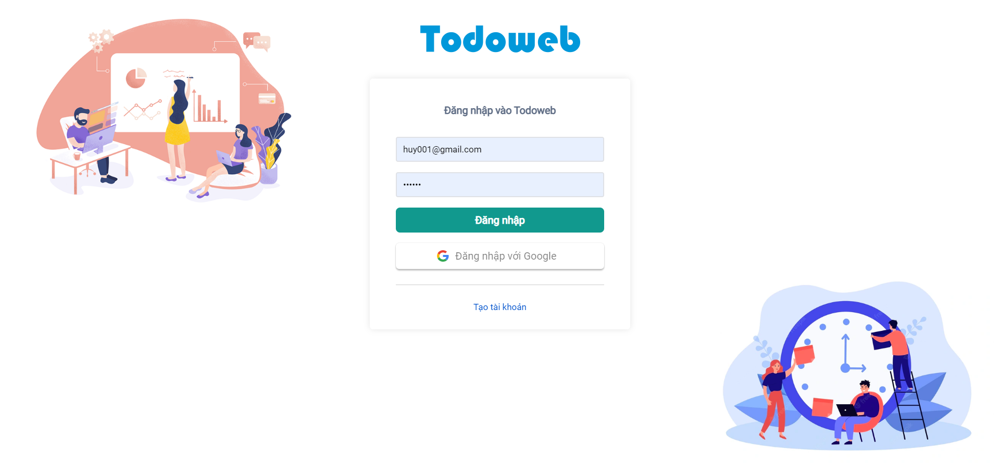 Todoweb
Đăng nhập vào Todoweb
huy001@gmail.com
••••••
Đăng nhập
Đăng nhập với Google
Tạo tài khoản